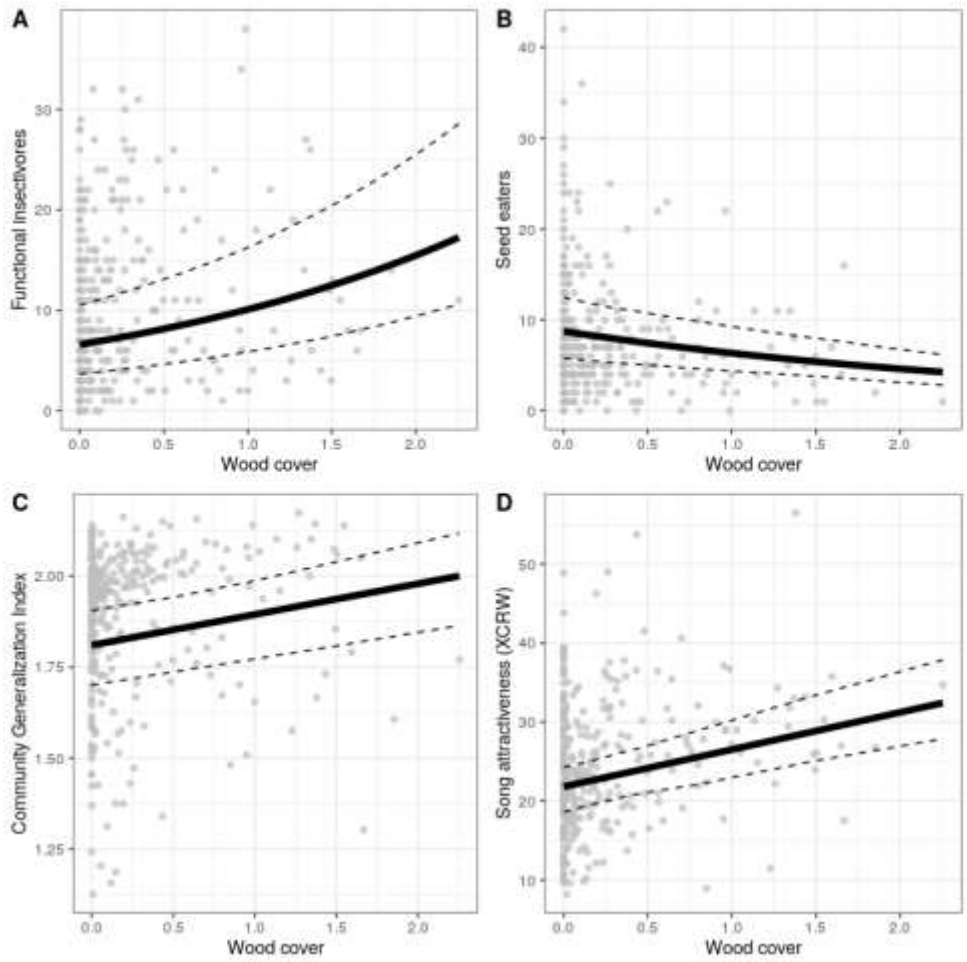 A
Functional Insectivores
30
20
10
0
0.0 0.5 1.0 1.5 2.0
Wood cover
B
Seed eaters
40
30
20
10
0
0.0 0.5 1.0 1.5 2.0
Wood cover
C
Community Generalization Index
2.00
1.75
1.50
1.25
0.0 0.5 1.0 1.5 2.0
Wood cover
D
Song attractiveness (XCRW)
50
40
30
20
10
0.0 0.5 1.0 1.5 2.0
Wood cover